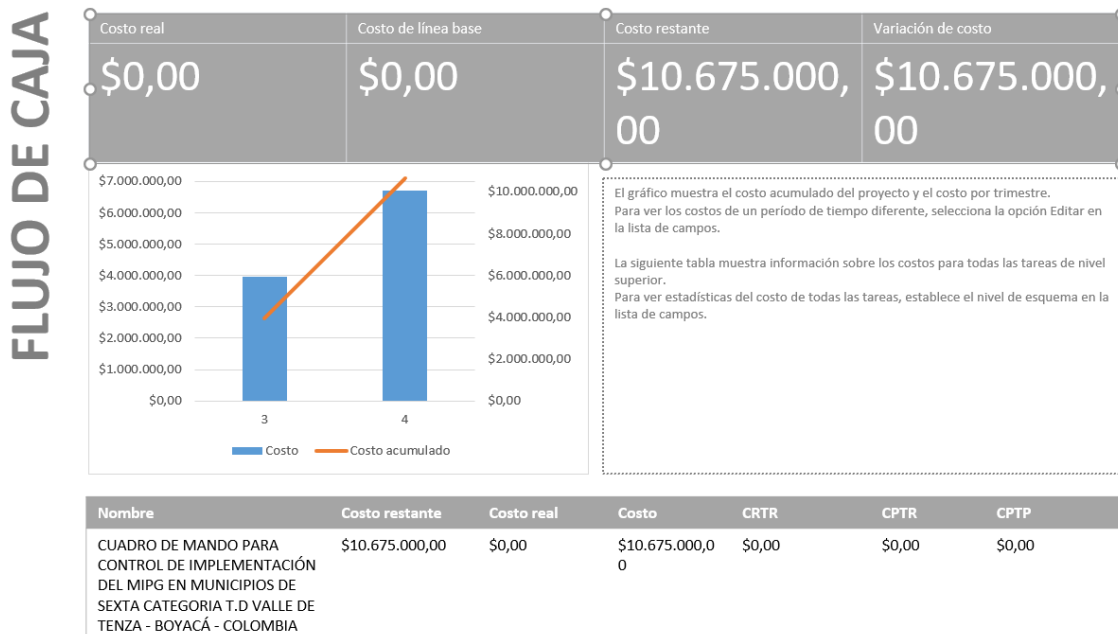 FLUJO DE CAJA
Costo real
Costo de línea base
Costo restante
Variación de costo
$0,00
$0,00
$10.675.000,
00
$10.675.000,
00
$7.000.000,00
$6.000.000,00
$5.000.000,00
$4.000.000,00
$3.000.000,00
$2.000.000,00
$1.000.000,00
$0,00
$10.000.000,00
$8.000.000,00
$6.000.000,00
$4.000.000,00
$2.000.000,00
$0,00
3
4
Costo
Costo acumulado
El gráfico muestra el costo acumulado del proyecto y el costo por trimestre.
Para ver los costos de un período de tiempo diferente, selecciona la opción Editar en
la lista de campos.
La siguiente tabla muestra información sobre los costos para todas las tareas de nivel
superior.
Para ver estadísticas del costo de todas las tareas, establece el nivel de esquema en la
lista de campos.
Nombre
Costo restante
Costo real
Costo
CRTR
CPTR
CPTP
CUADRO DE MANDO PARA
CONTROL DE IMPLEMENTACIÓN
DEL MIPG EN MUNICIPIOS DE
SEXTA CATEGORIA T.D VALLE DE
TENZA - BOYACÁ - COLOMBIA
$10.675.000,00
$0,00
$10.675.000,0
0
$0,00
$0,00
$0,00